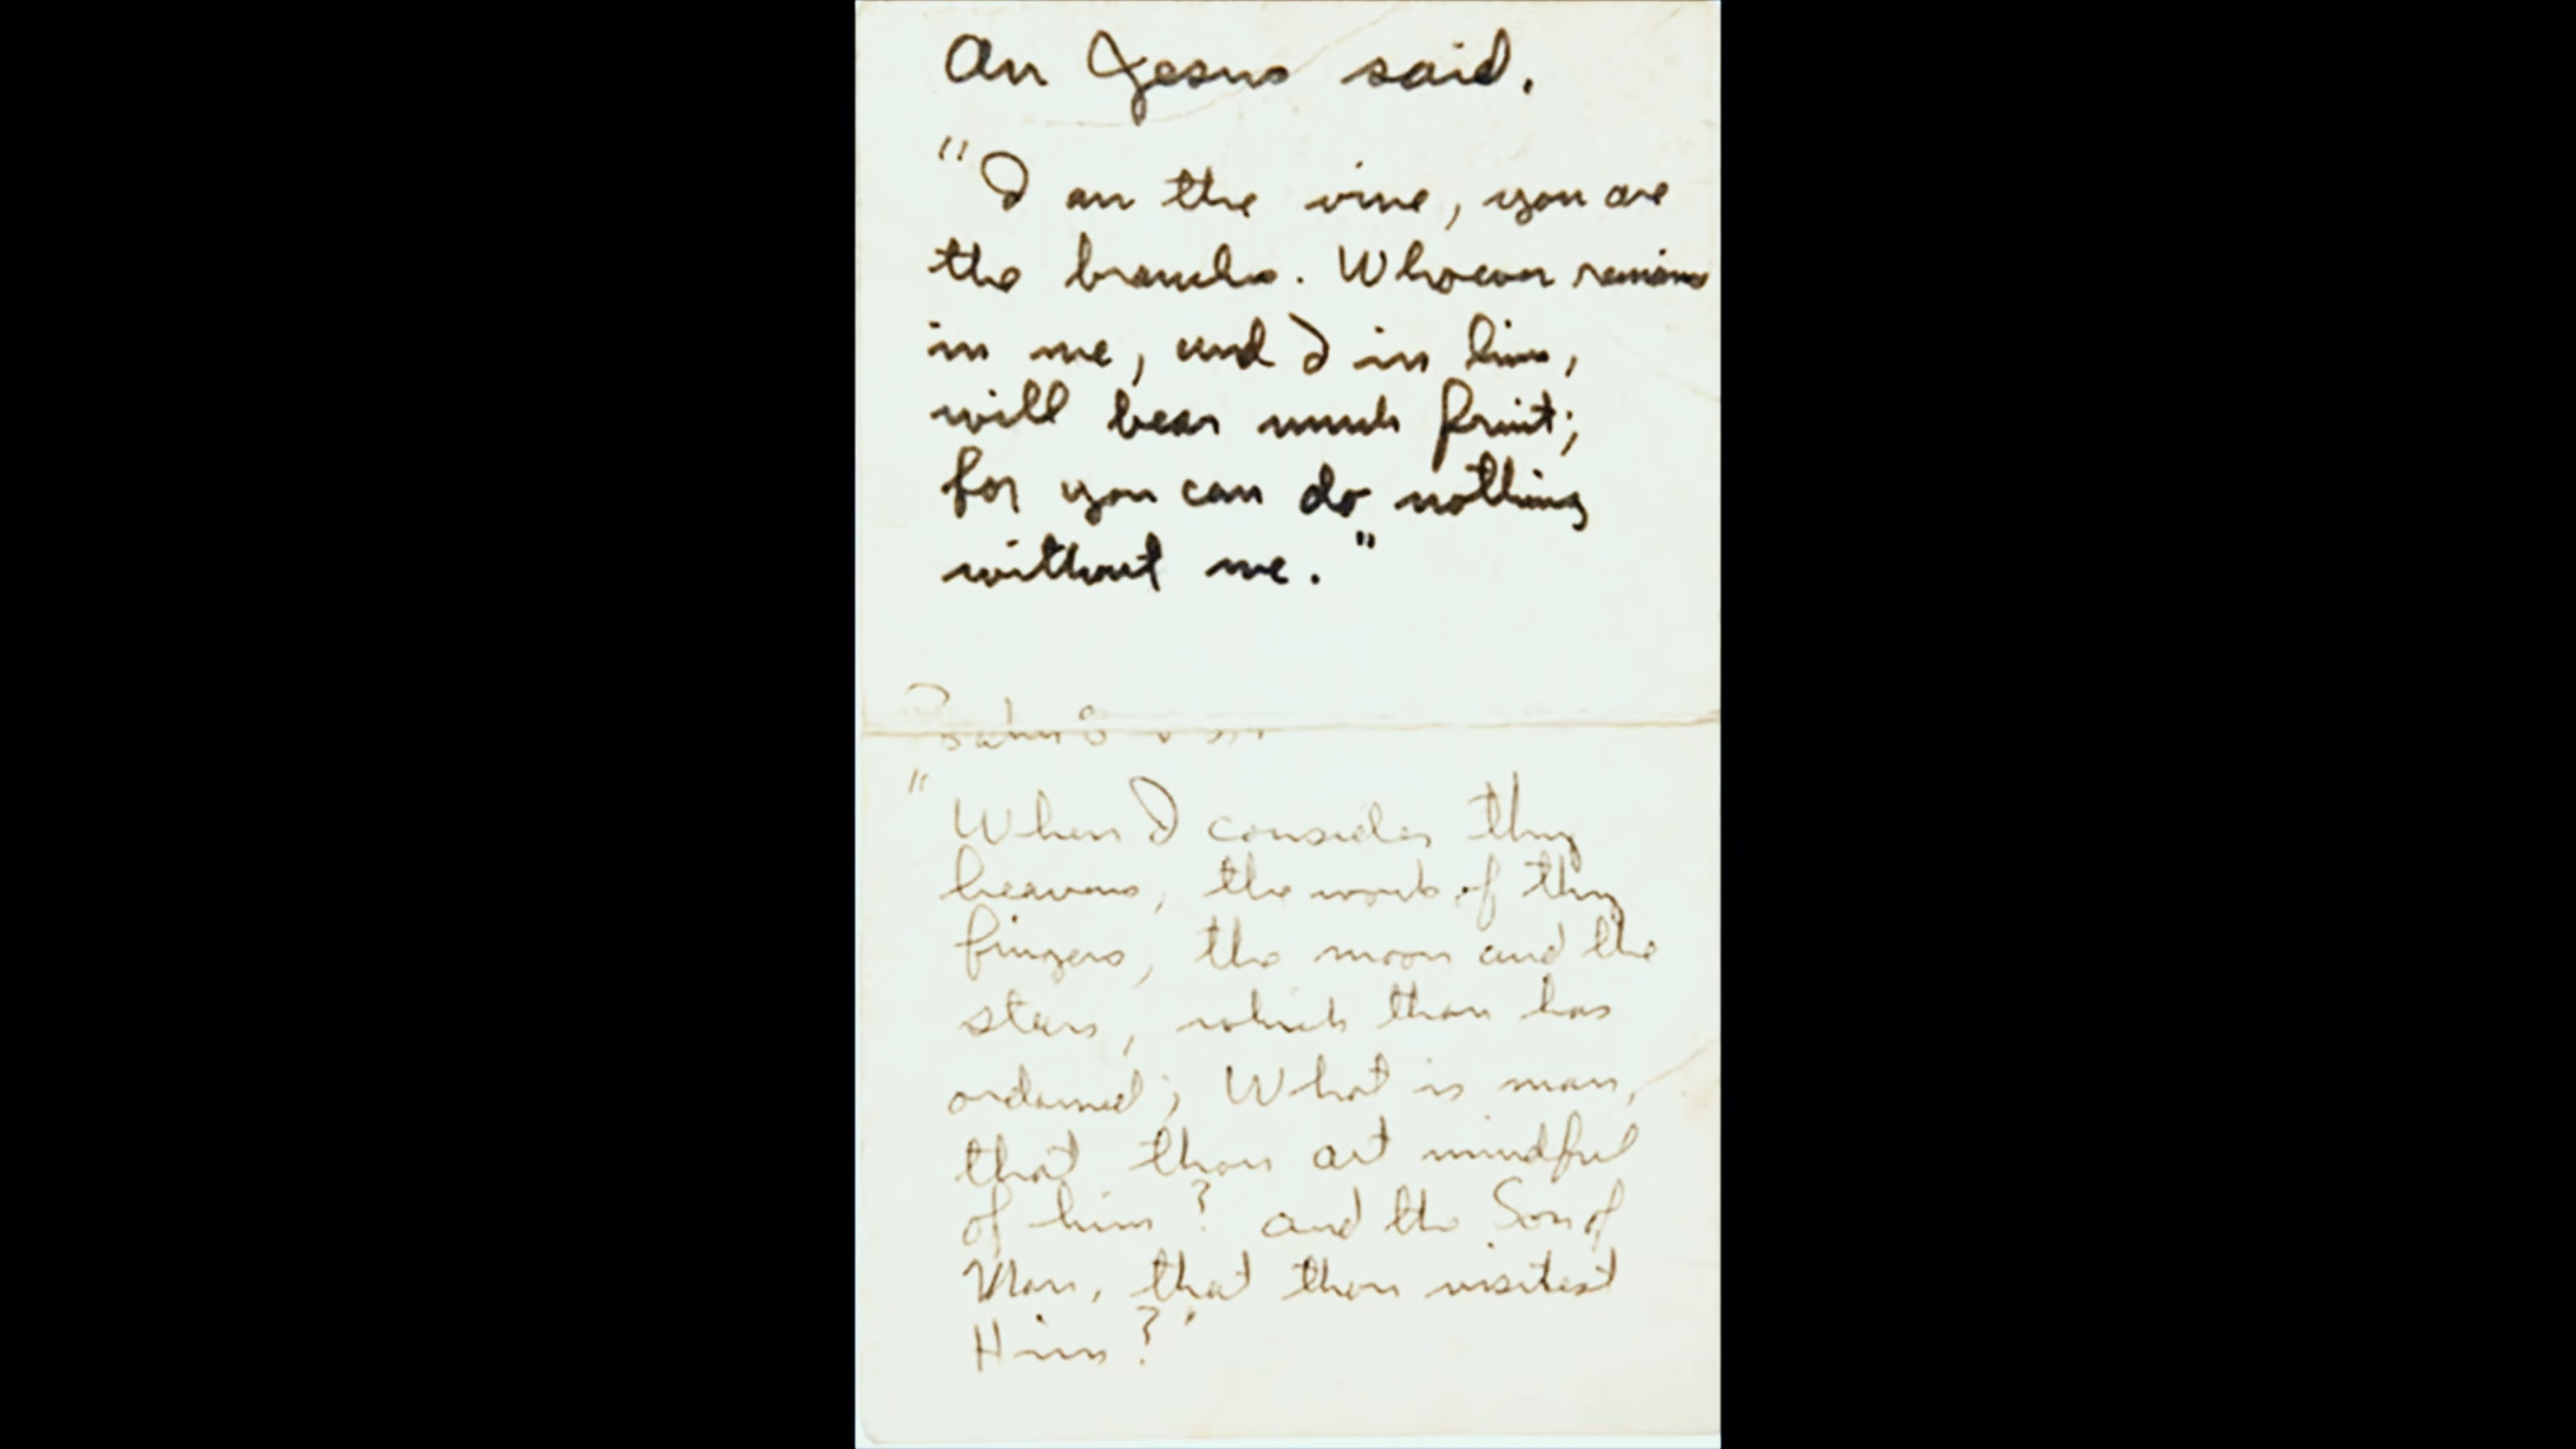 As Jesus said,
"I am the vine, you are
the branches. Whoever remains
in me, and I in him,
will bear much fruit;
for you can do nothing
without me."
Psalm 8
"When I consider thy
heavens, the work of thy
fingers, the moon and the
stars, which thou has
ordained; What is man,
that thou art mindful
of him? and the Son of
Man, that thou visitest
Him?"